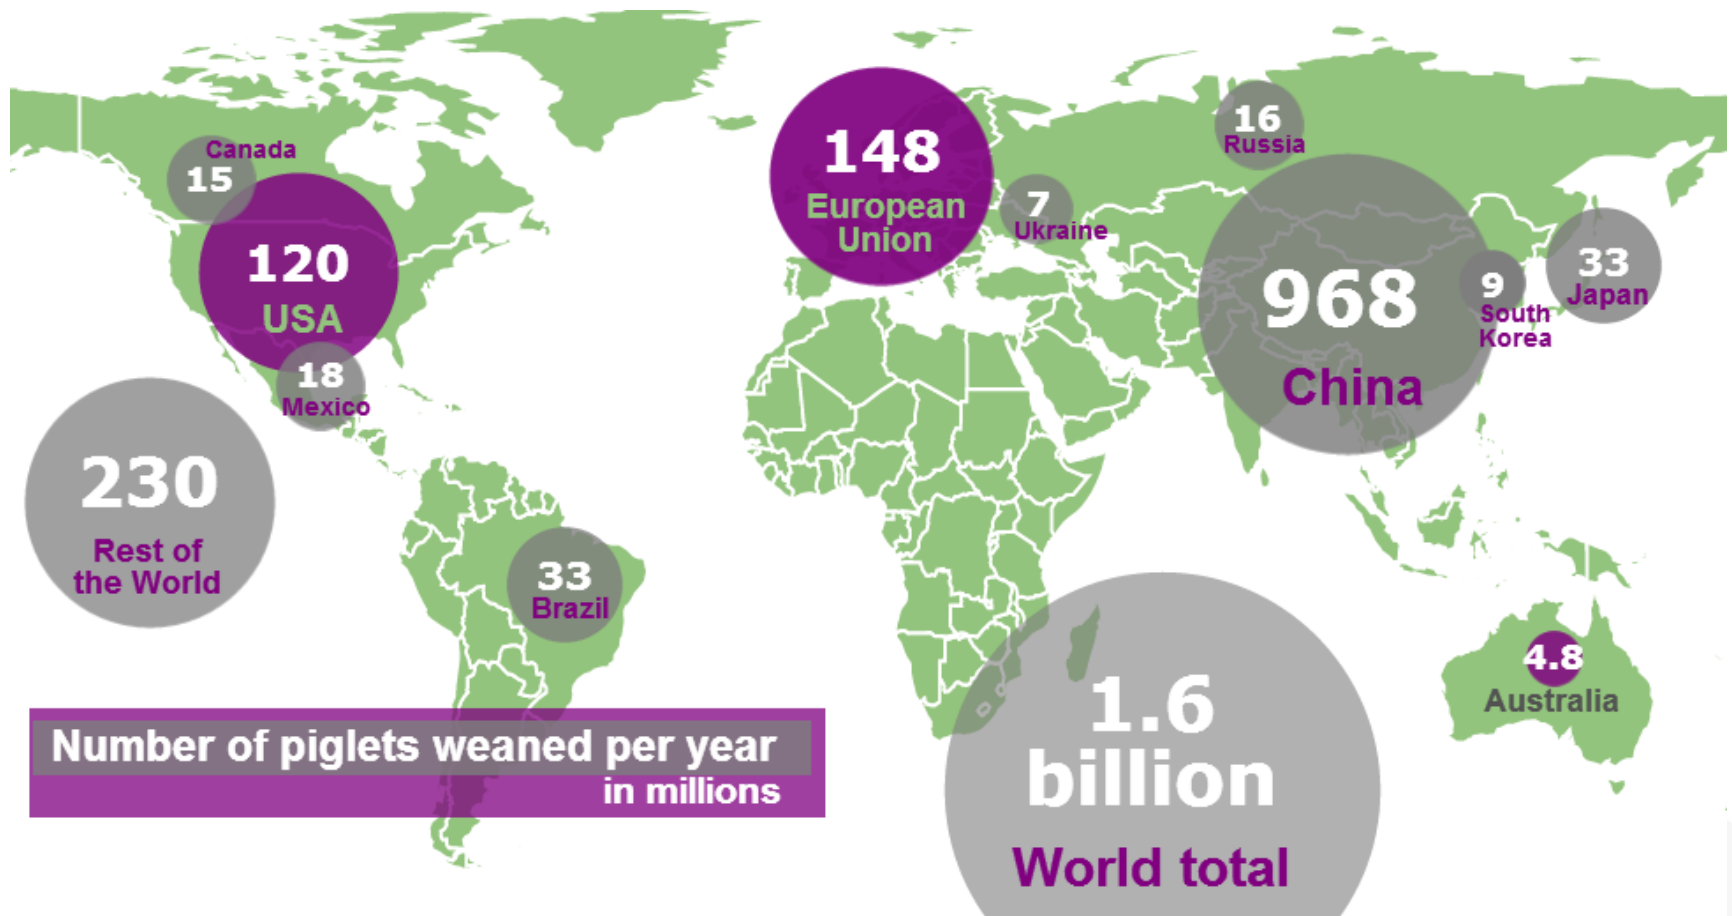 Canada
15
120
USA
18
Mexico
230
Rest of
the World
33
Brazil
148
European
Union
7
Ukraine
16
Russia
968
China
9
South
Korea
33
Japan
4.8
Australia
1.6
billion
World total
Number of piglets weaned per year
in millions